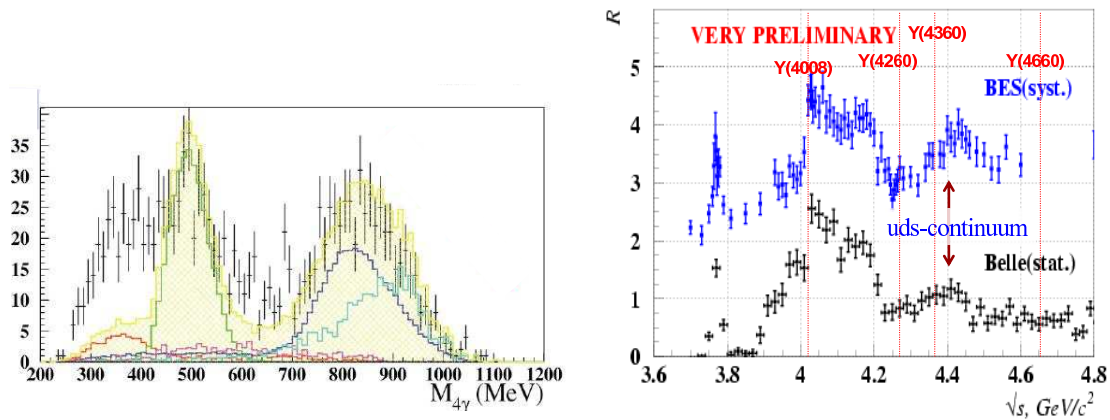 35
30
25
20
15
10
5
0
200 300 400 500 600 700 800 900 1000 1100 1200
M4γ (MeV)
R
VERY PRELIMINARY
Y(4008)
Y(4260)
Y(4360)
Y(4660)
BES(syst.)
uds-continuum
Belle(stat.)
5
4
3
2
1
0
3.6 4 4.2 4.4 4.6 4.8
√s, GeV/c²